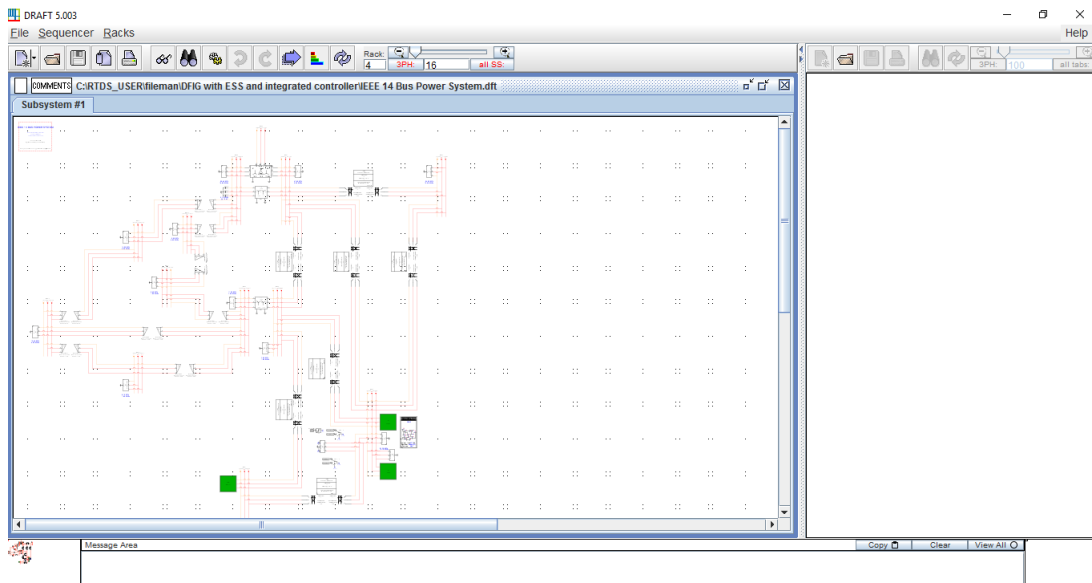 DRAFT 5.003
File Sequencer Racks Help
Rack:
4 3PH: 16 all SS: 3PH: 100 all tabs:
COMMENTS C:\RTDS_USER\fileman\DFIG with ESS and integrated controller\IEEE 14 Bus Power System.dft
Subsystem #1
Message Area Copy Clear View All